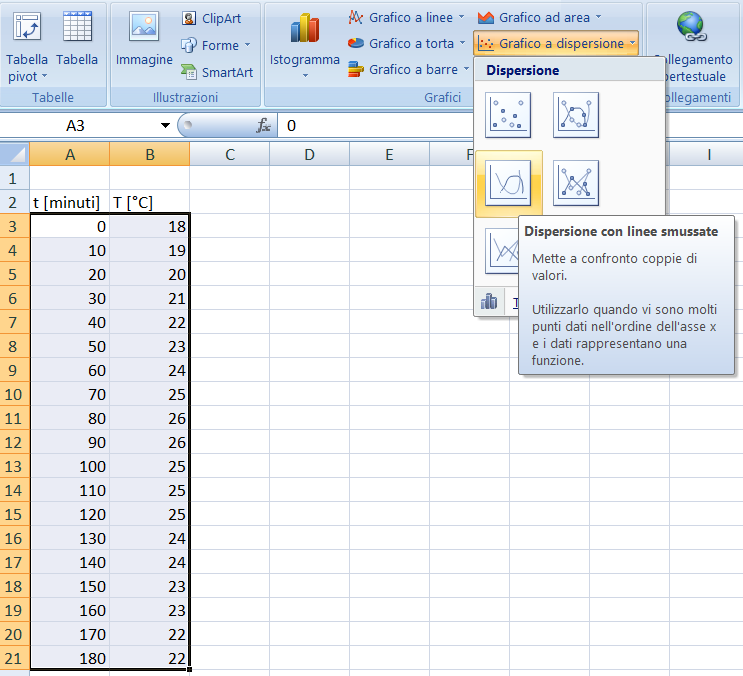 Tabella pivot
Tabella
Immagine
ClipArt
Forme
SmartArt
Istogramma
Grafico a linee
Grafico a torta
Grafico a barre
Grafico ad area
Grafico a dispersione
Tabelle
Illustrazioni
Grafici
Collegamenti
A3
0
Dispersione
A B C D E F I
1
2 t [minuti] T [°C]
3 0 18
4 10 19
5 20 20
6 30 21
7 40 22
8 50 23
9 60 24
10 70 25
11 80 26
12 90 26
13 100 25
14 110 25
15 120 25
16 130 24
17 140 24
18 150 23
19 160 23
20 170 22
21 180 22
Dispersione con linee smussate
Mette a confronto coppie di
valori.
Utilizzarlo quando vi sono molti
punti dati nell'ordine dell'asse x
e i dati rappresentano una
funzione.